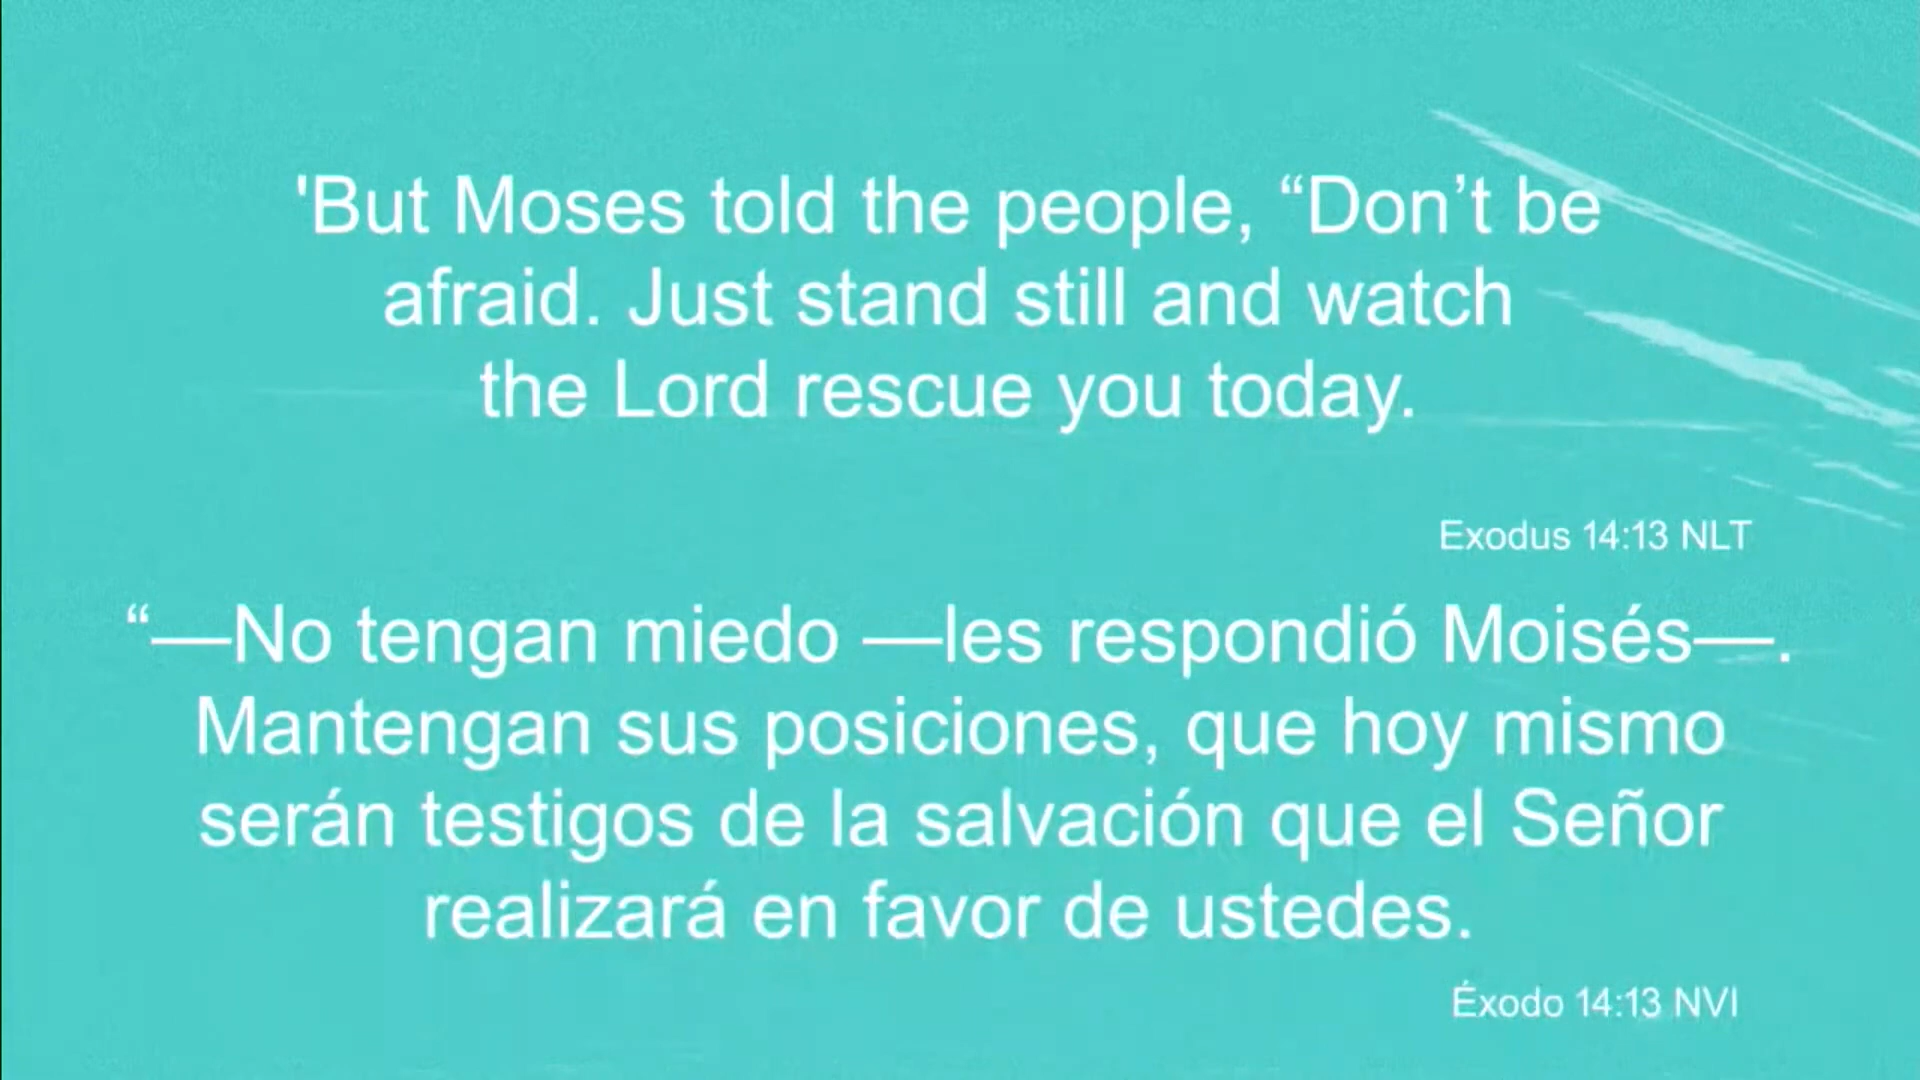 'But Moses told the people, “Don’t be
afraid. Just stand still and watch
the Lord rescue you today.
Exodus 14:13 NLT
“—No tengan miedo —les respondió Moisés—.
Mantengan sus posiciones, que hoy mismo
serán testigos de la salvación que el Señor
realizará en favor de ustedes.
Éxodo 14:13 NVI